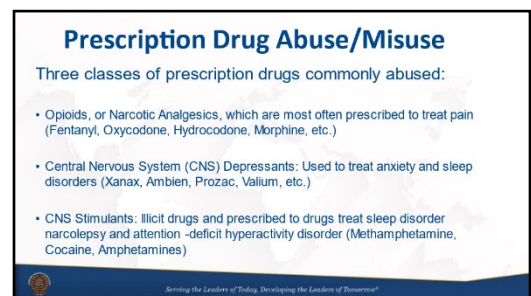 Prescription Drug Abuse/Misuse
Three classes of prescription drugs commonly abused:
• Opioids, or Narcotic Analgesics, which are most often prescribed to treat pain
(Fentanyl, Oxycodone, Hydrocodone, Morphine, etc.)
• Central Nervous System (CNS) Depressants: Used to treat anxiety and sleep
disorders (Xanax, Ambien, Prozac, Valium, etc.)
• CNS Stimulants: Illicit drugs and prescribed to drugs treat sleep disorder
narcolepsy and attention -deficit hyperactivity disorder (Methamphetamine,
Cocaine, Amphetamines)
Serving the Leaders of Today, Developing the Leaders of Tomorrow®